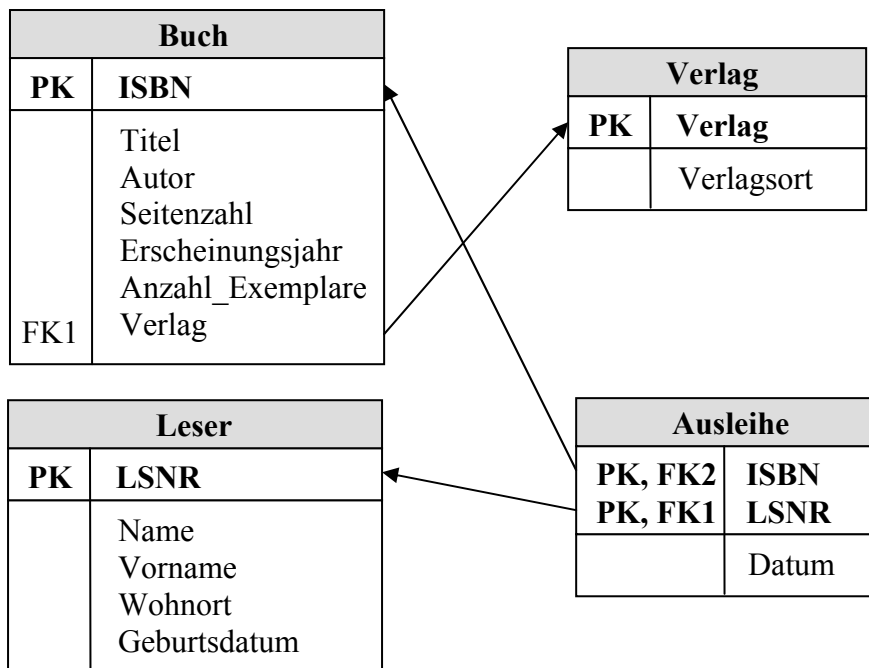 Buch
PK ISBN
Titel
Autor
Seitenzahl
Erscheinungsjahr
Anzahl_Exemplare
FK1 Verlag
Verlag
PK Verlag
Verlagsort
Leser
PK LSNR
Name
Vorname
Wohnort
Geburtsdatum
Ausleihe
PK, FK2 ISBN
PK, FK1 LSNR
Datum